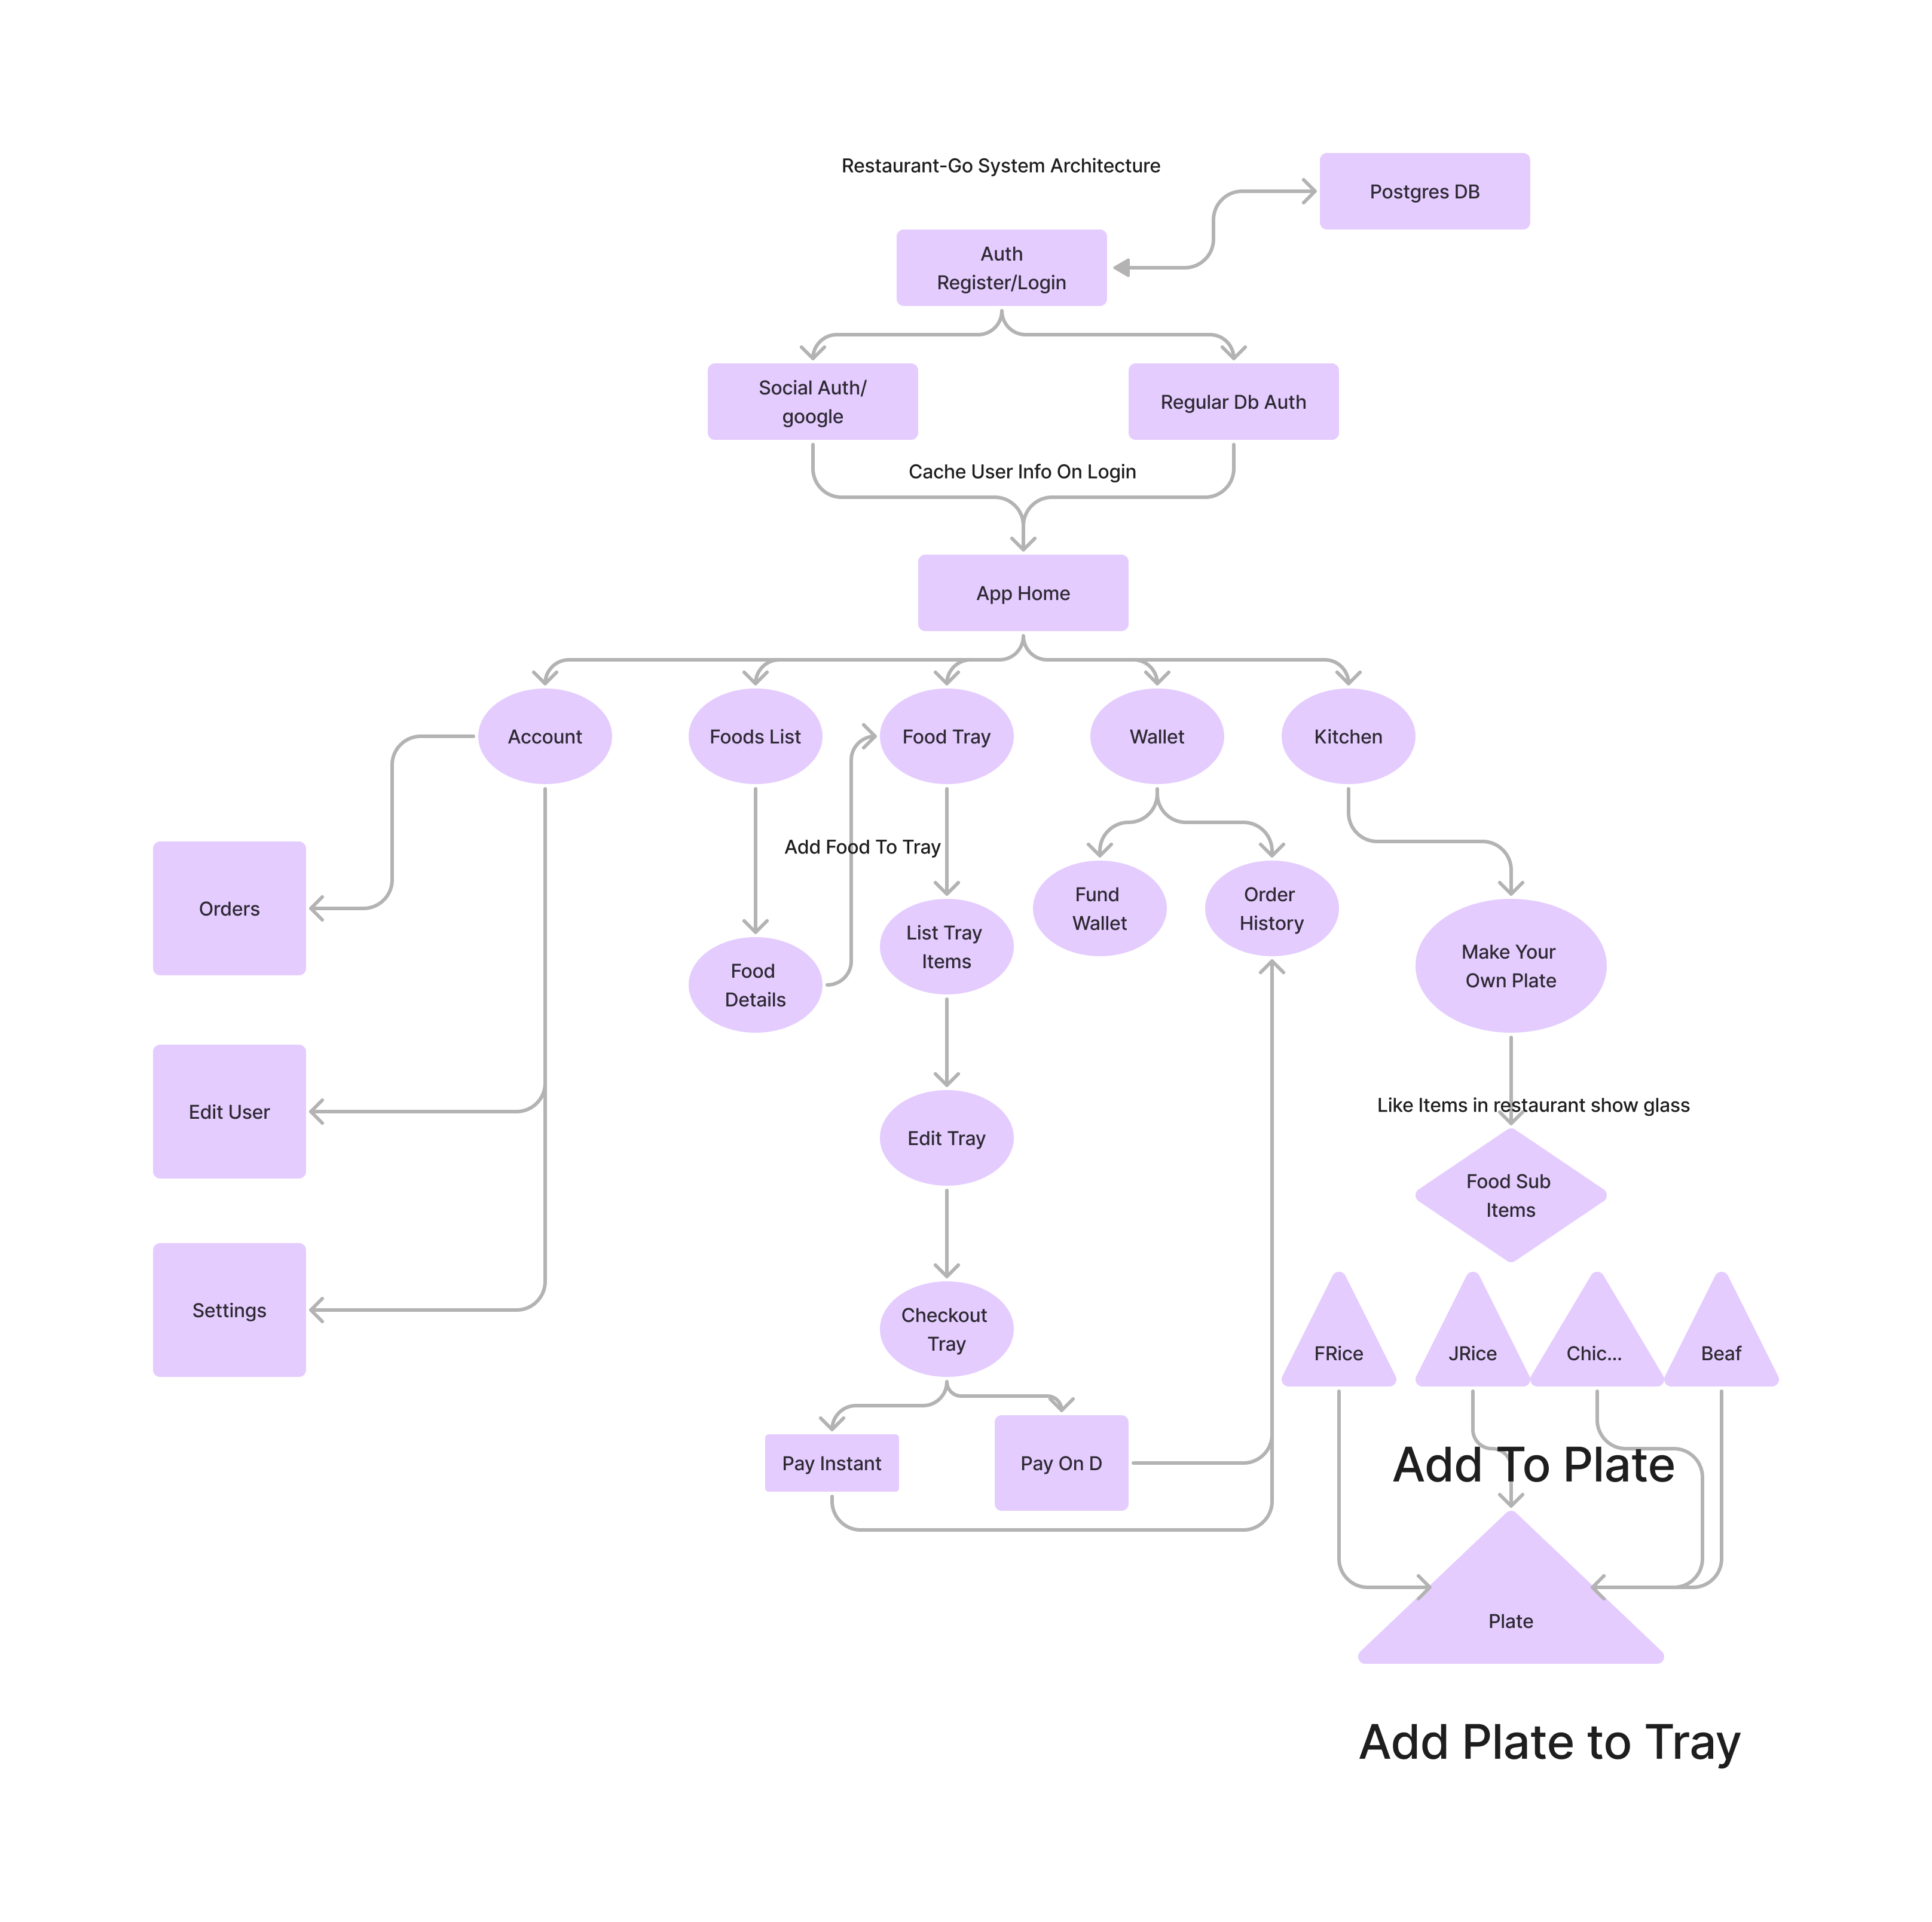 Restaurant-Go System Architecture
Postgres DB
Auth
Register/Login
Social Auth/
google
Regular Db Auth
Cache User Info On Login
App Home
Account
Foods List
Food Tray
Wallet
Kitchen
Add Food To Tray
Orders
Fund
Wallet
Order
History
List Tray
Items
Make Your
Own Plate
Food
Details
Edit User
Like Items in restaurant show glass
Edit Tray
Food Sub
Items
Settings
Checkout
Tray
FRice
JRice
Chic...
Beaf
Pay Instant
Pay On D
Add To Plate
Plate
Add Plate to Tray